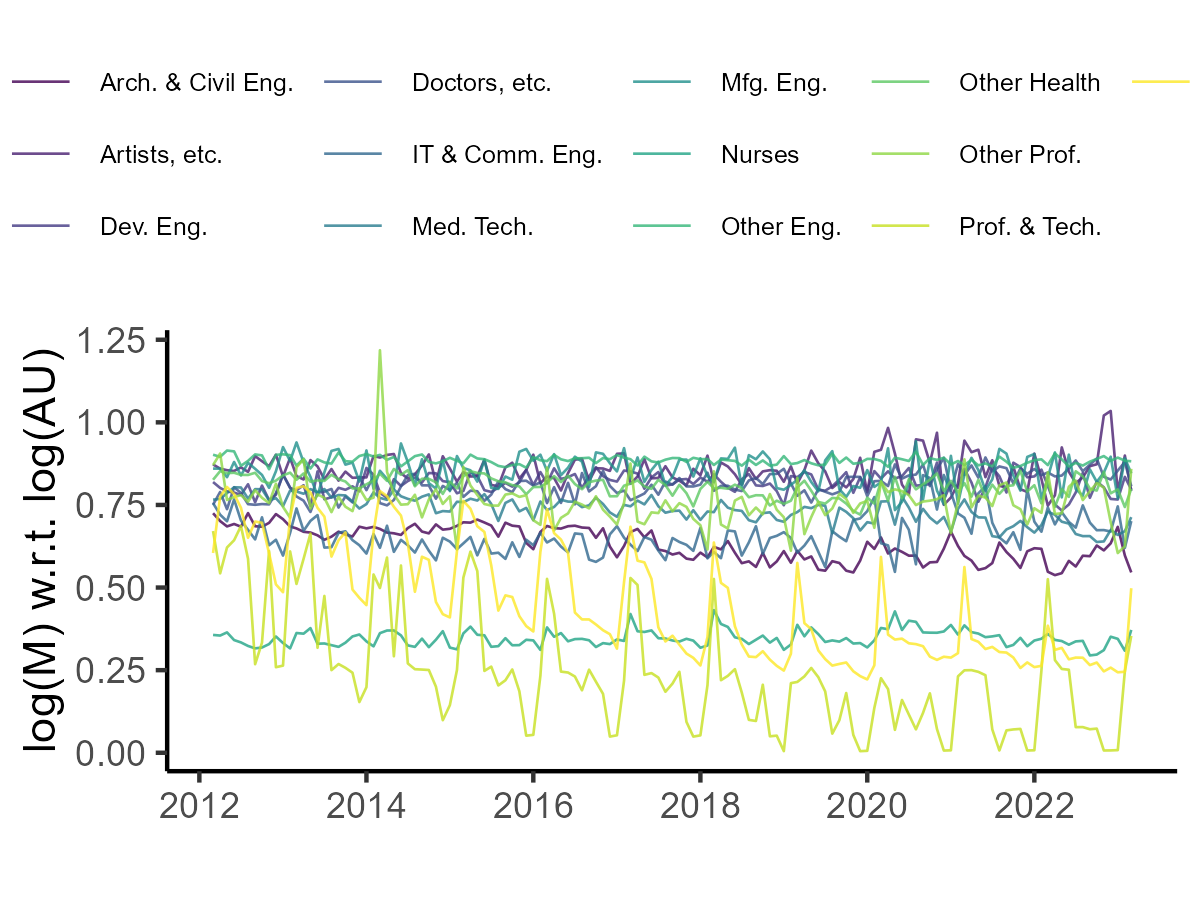 Arch. & Civil Eng. Doctors, etc. Mfg. Eng. Other Health
Artists, etc. IT & Comm. Eng. Nurses Other Prof.
Dev. Eng. Med. Tech. Other Eng. Prof. & Tech.
log(M) w.r.t. log(AU)
1.25
1.00
0.75
0.50
0.25
0.00
2012 2014 2016 2018 2020 2022